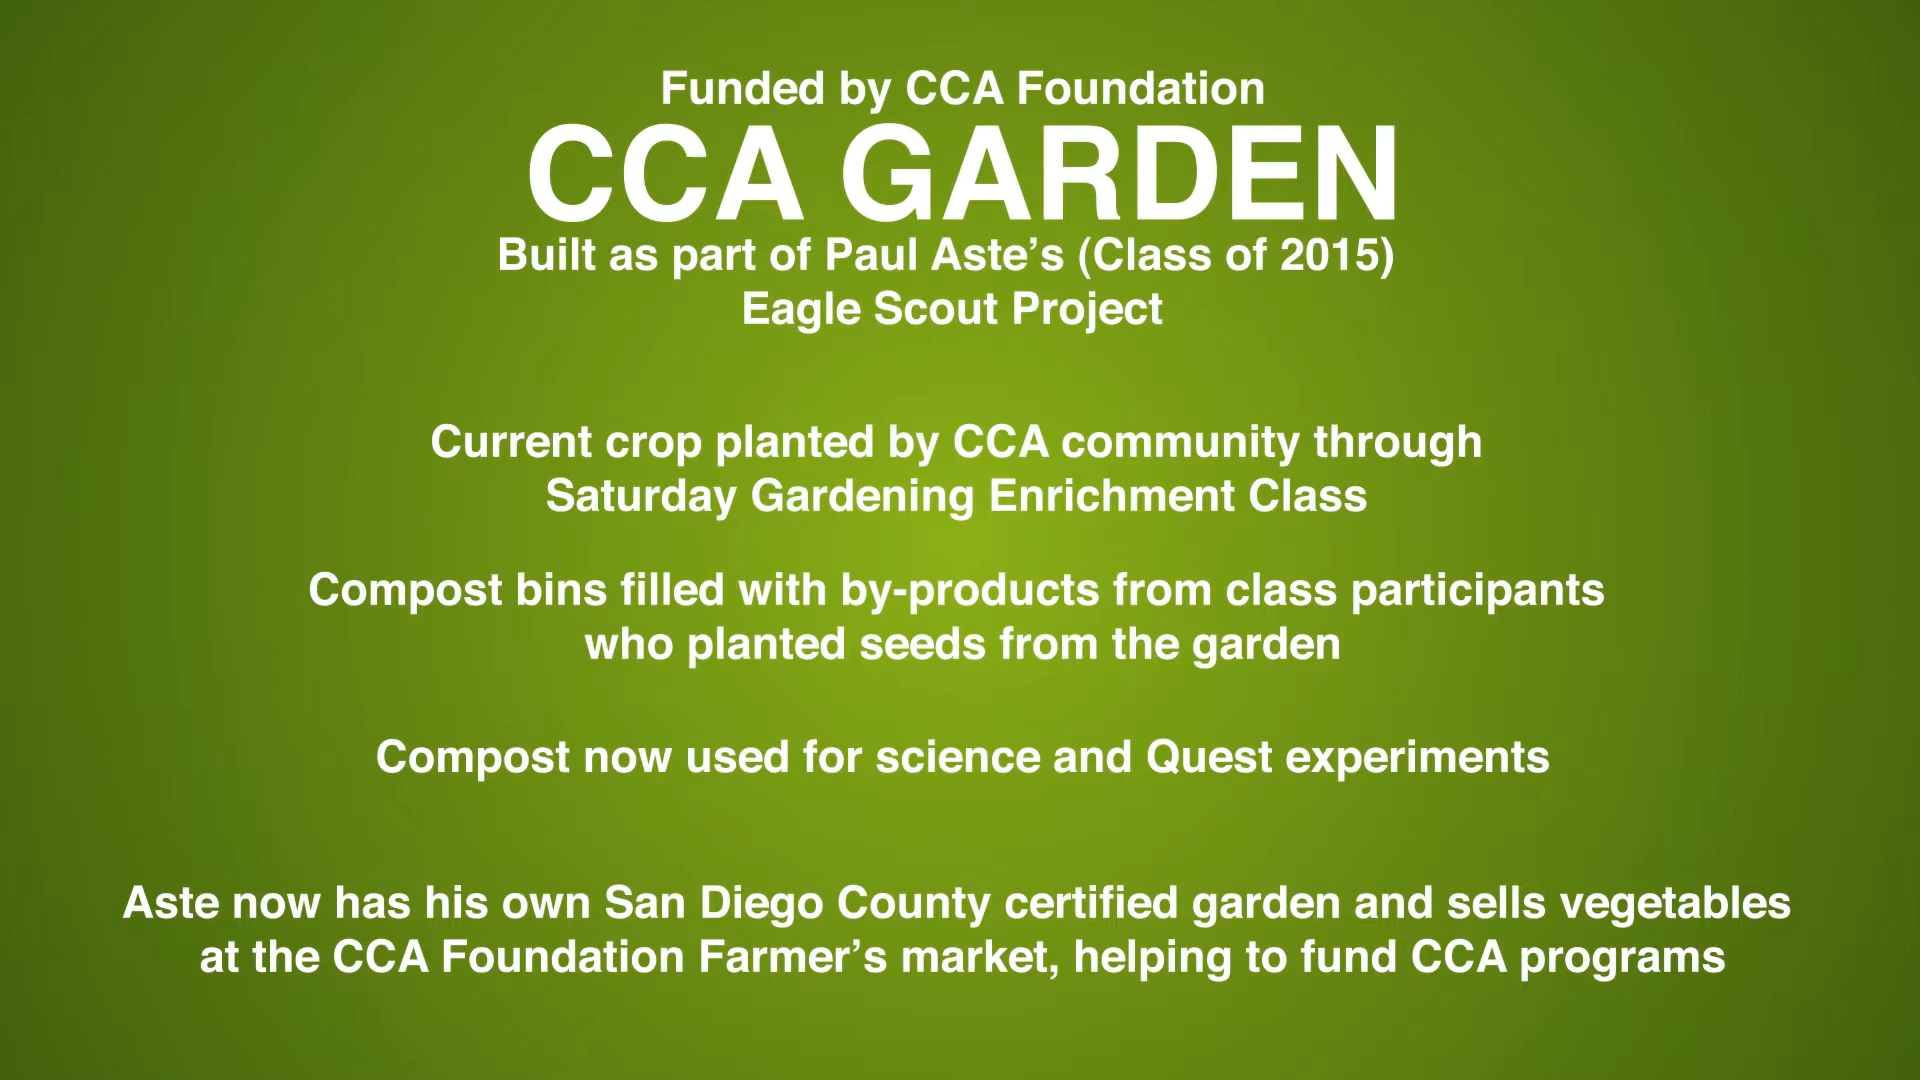 Funded by CCA Foundation
CCA GARDEN
Built as part of Paul Aste’s (Class of 2015)
Eagle Scout Project
Current crop planted by CCA community through
Saturday Gardening Enrichment Class
Compost bins filled with by-products from class participants
who planted seeds from the garden
Compost now used for science and Quest experiments
Aste now has his own San Diego County certified garden and sells vegetables
at the CCA Foundation Farmer’s market, helping to fund CCA programs